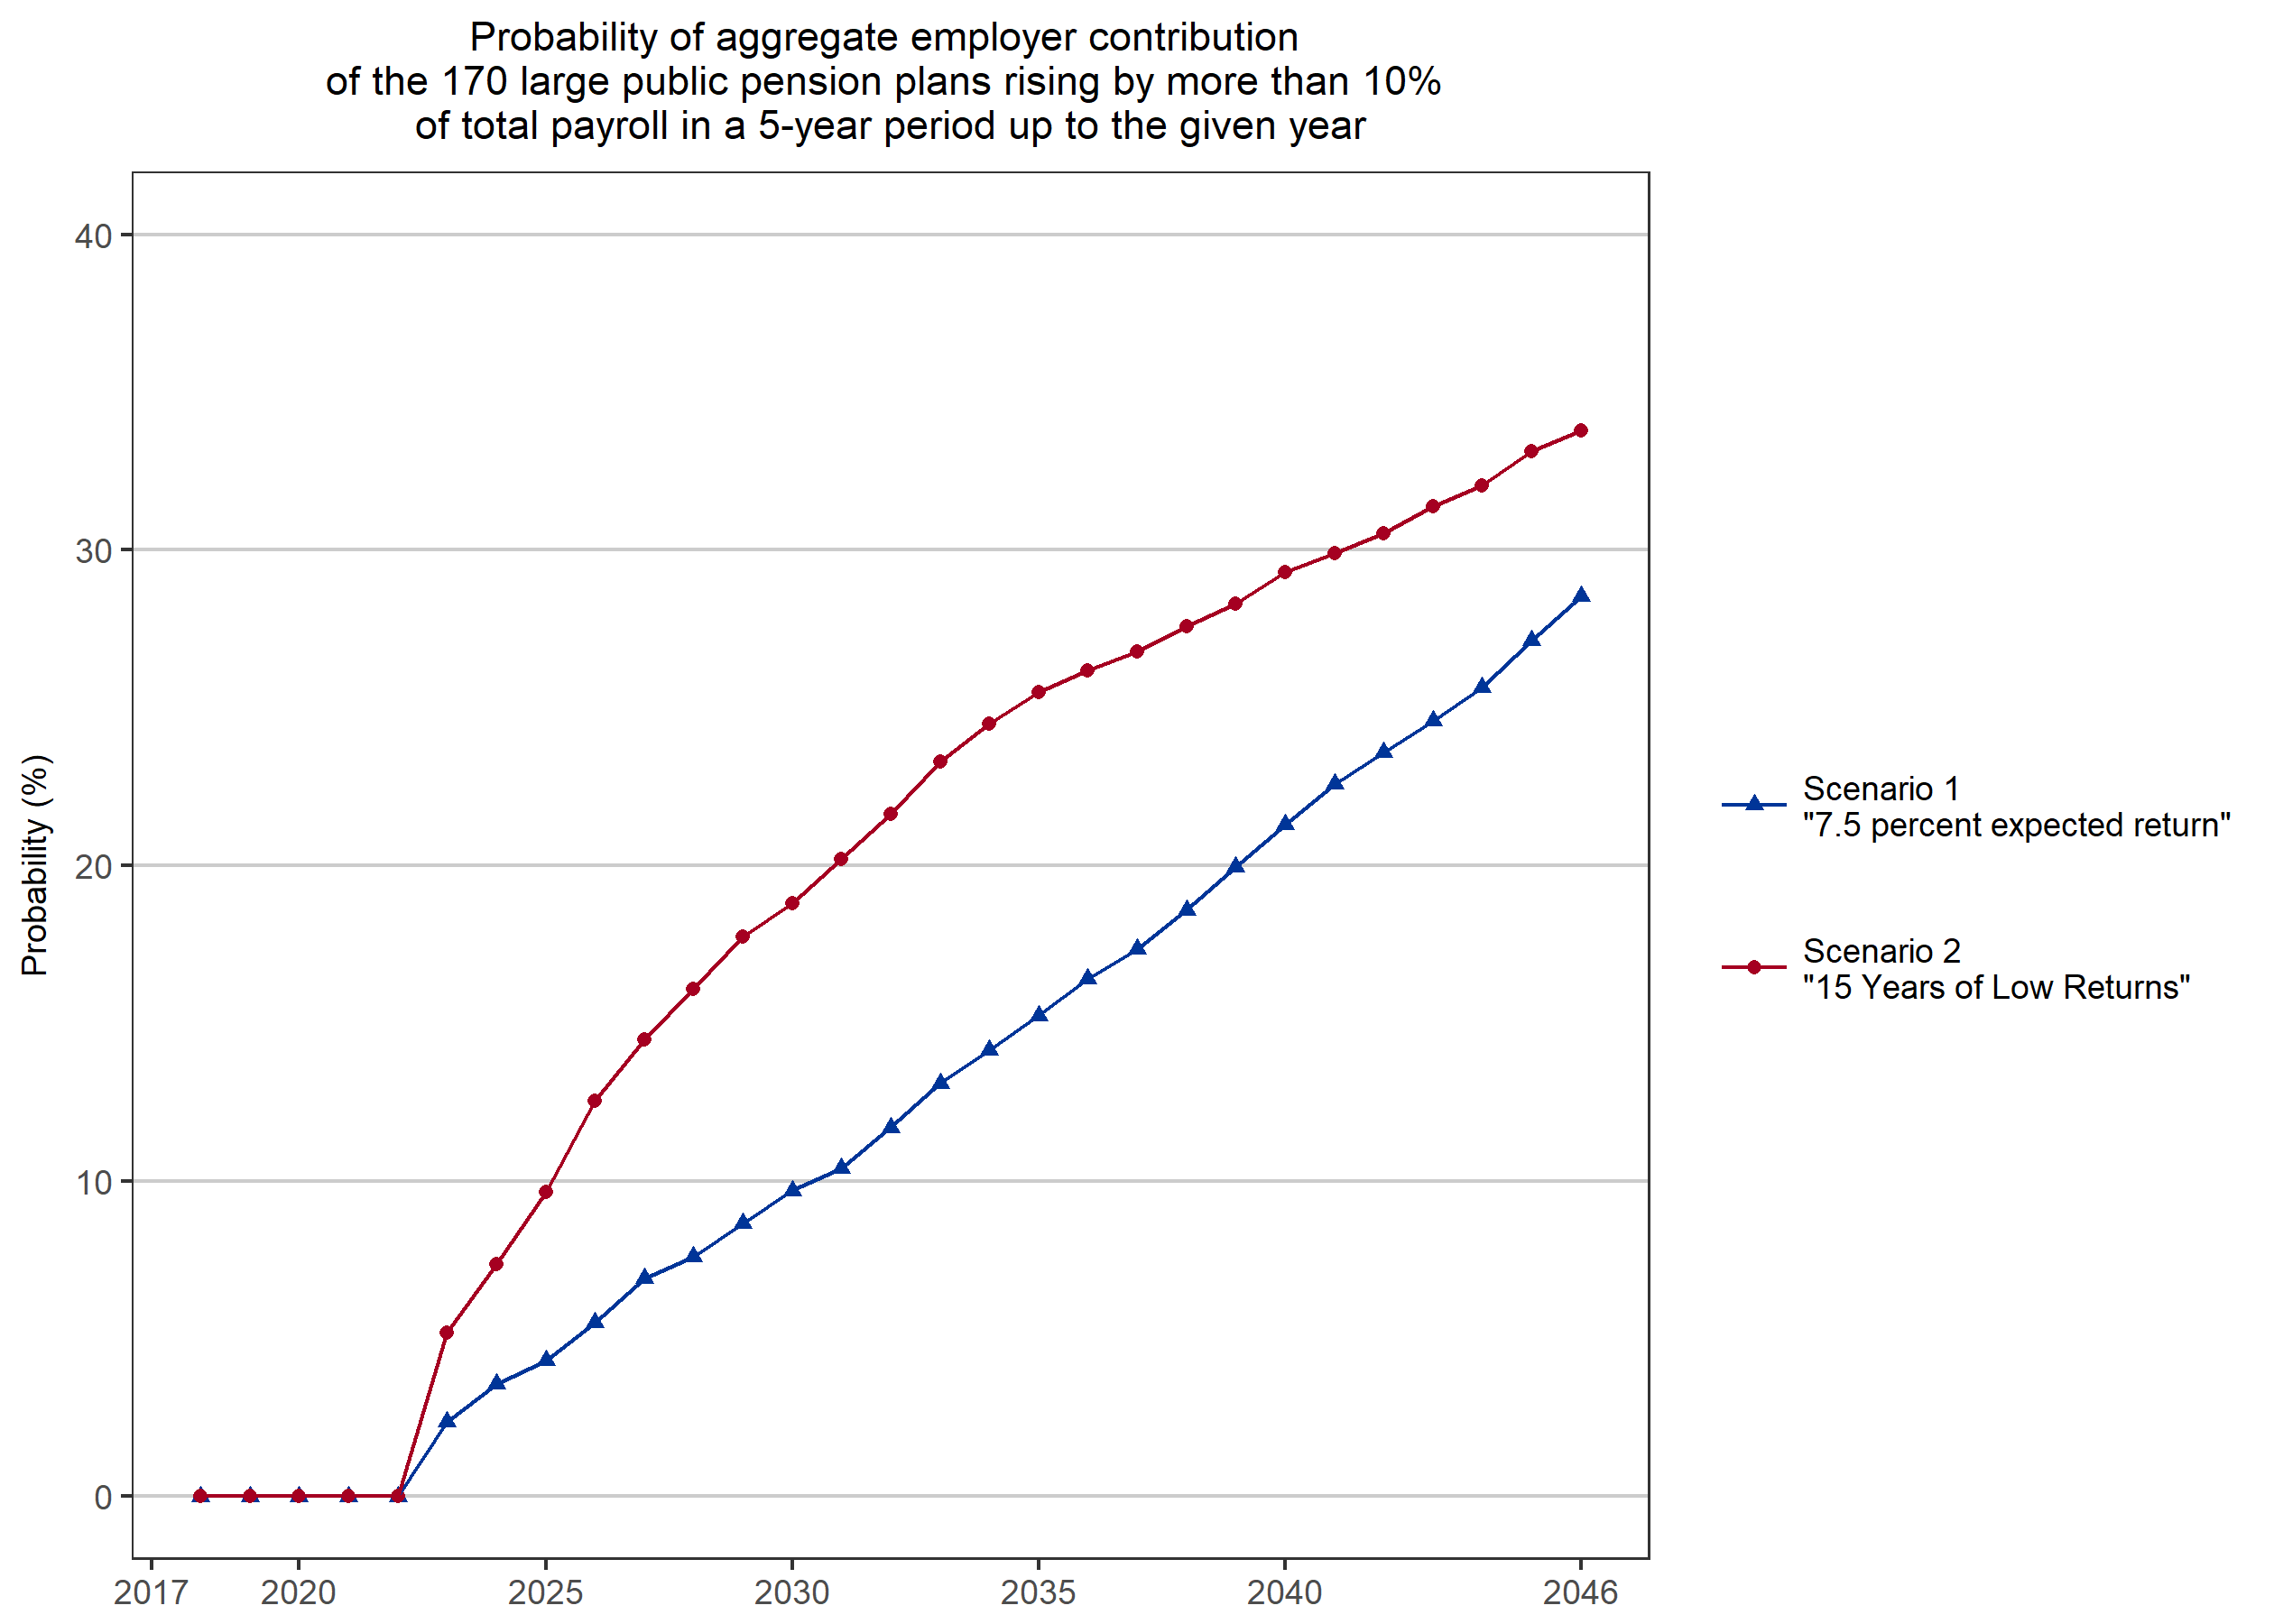 Probability of aggregate employer contribution
of the 170 large public pension plans rising by more than 10%
of total payroll in a 5-year period up to the given year
Probability (%)
40
30
20
10
0
2017
2020
2025
2030
2035
2040
2046
Scenario 1
"7.5 percent expected return"
Scenario 2
"15 Years of Low Returns"